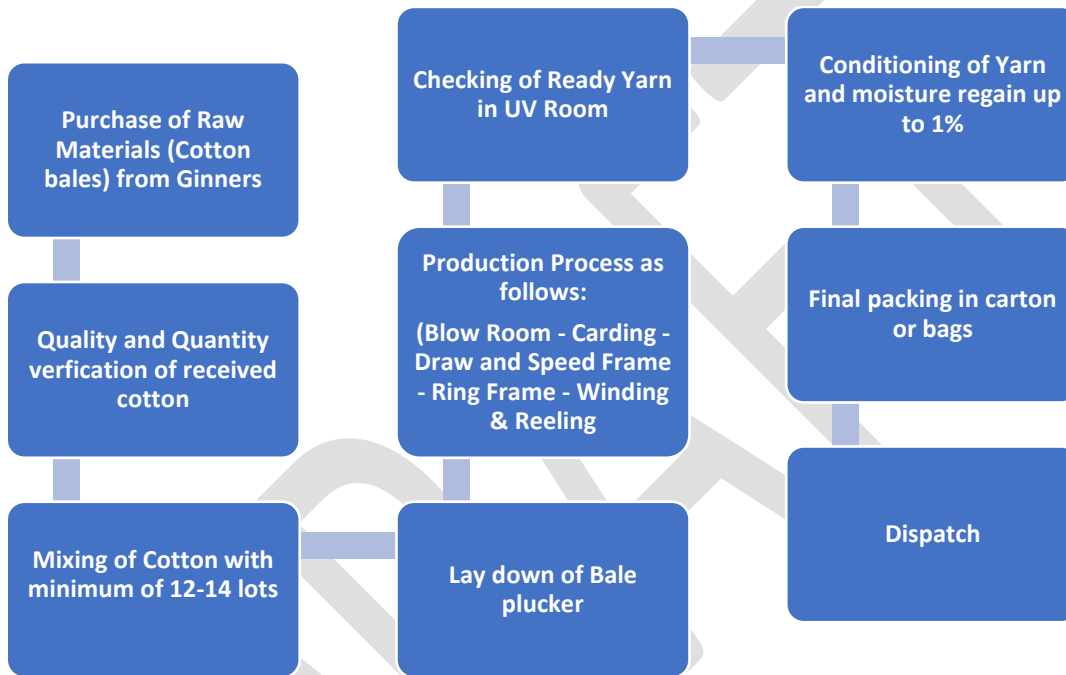 Purchase of Raw
Materials (Cotton
bales) from Ginners
Quality and Quantity
verfication of received
cotton
Mixing of Cotton with
minimum of 12-14 lots
Lay down of Bale
plucker
Production Process as
follows:
(Blow Room - Carding -
Draw and Speed Frame
- Ring Frame - Winding
& Reeling
Checking of Ready Yarn
in UV Room
Conditioning of Yarn
and moisture regain up
to 1%
Final packing in carton
or bags
Dispatch